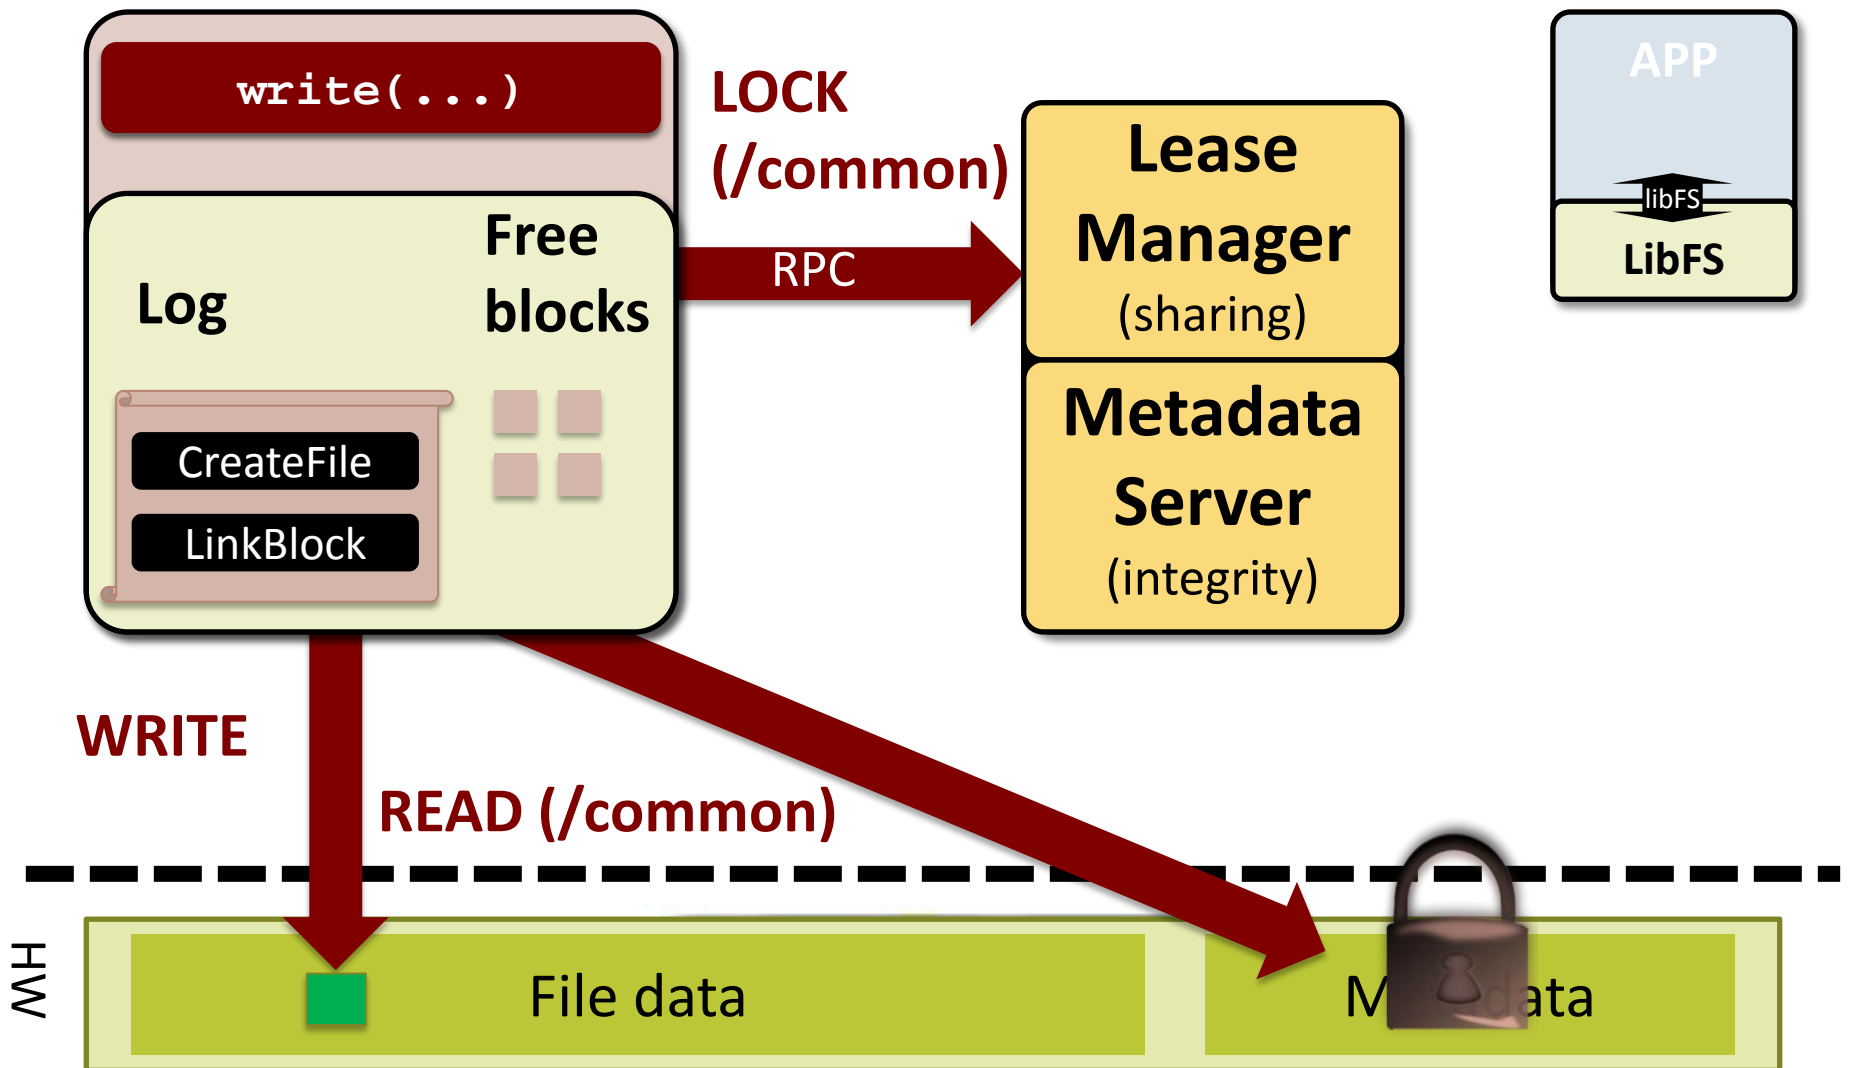 write(...)
LOCK
(/common)
RPC
Free
blocks
Log
CreateFile
LinkBlock
Lease
Manager
(sharing)
Metadata
Server
(integrity)
APP
libFS
LibFS
WRITE
READ (/common)
HW
File data